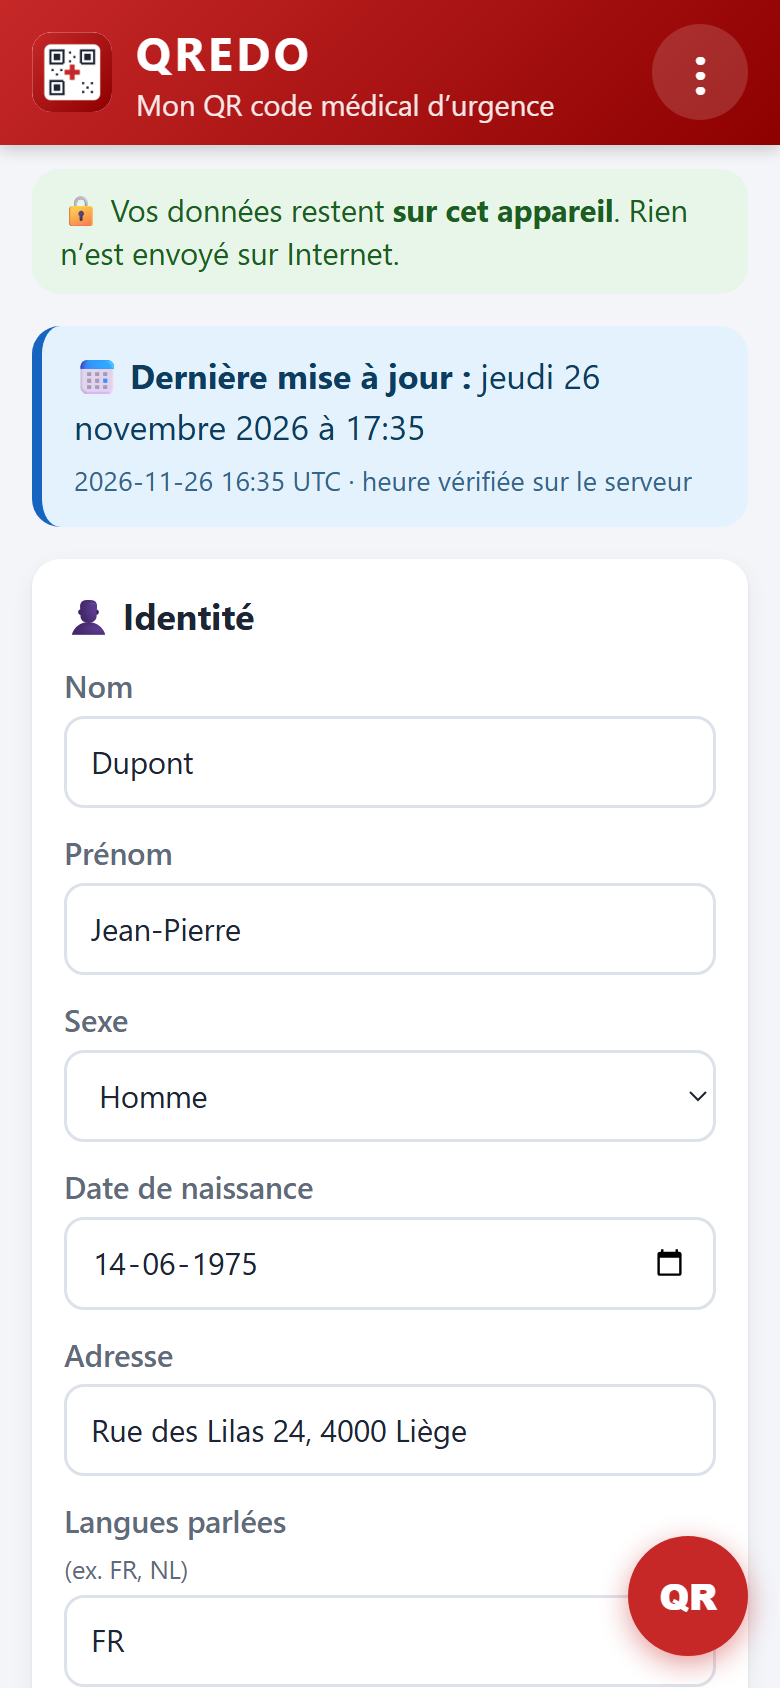 QREDO
Mon QR code médical d’urgence
Vos données restent sur cet appareil. Rien
n’est envoyé sur Internet.
Dernière mise à jour : jeudi 26
novembre 2026 à 17:35
2026-11-26 16:35 UTC · heure vérifiée sur le serveur
Identité
Nom
Dupont
Prénom
Jean-Pierre
Sexe
Homme
Date de naissance
14-06-1975
Adresse
Rue des Lilas 24, 4000 Liège
Langues parlées
(ex. FR, NL)
QR
FR